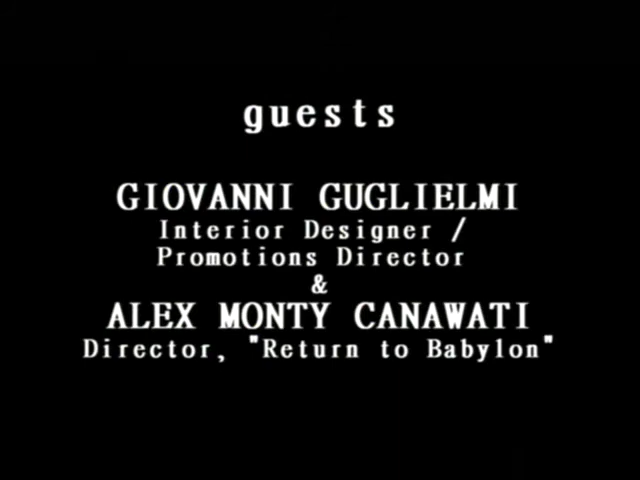 guests
GIOVANNI GUGLIELMI
Interior Designer /
Promotions Director
&
ALEX MONTY CANAWATI
Director, "Return to Babylon"